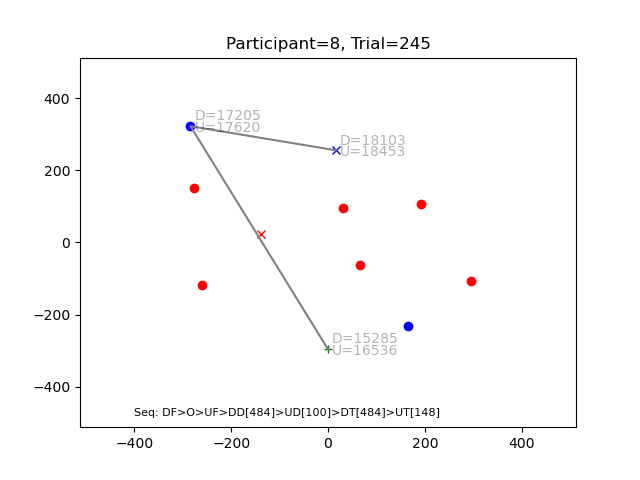 Participant=8, Trial=245
400
200
0
−200
−400
D=17205
U=17620
D=18103
U=18453
D=15285
U=16536
Seq: DF>O>UF>DD[484]>UD[100]>DT[484]>UT[148]
−400 −200 0 200 400